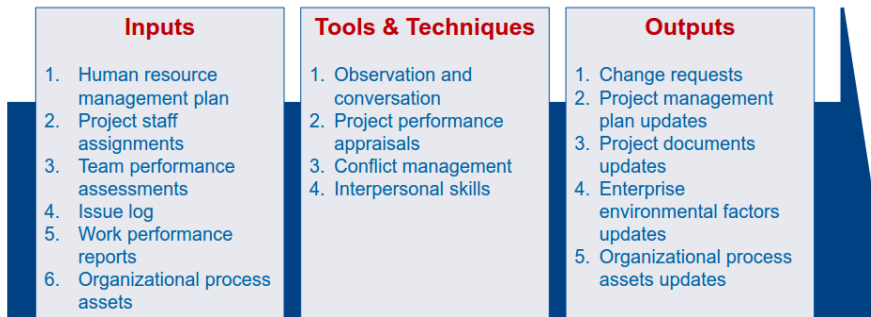 Inputs
1. Human resource
management plan
2. Project staff
assignments
3. Team performance
assessments
4. Issue log
5. Work performance
reports
6. Organizational process
assets
Tools & Techniques
1. Observation and
conversation
2. Project performance
appraisals
3. Conflict management
4. Interpersonal skills
Outputs
1. Change requests
2. Project management
plan updates
3. Project documents
updates
4. Enterprise
environmental factors
updates
5. Organizational process
assets updates